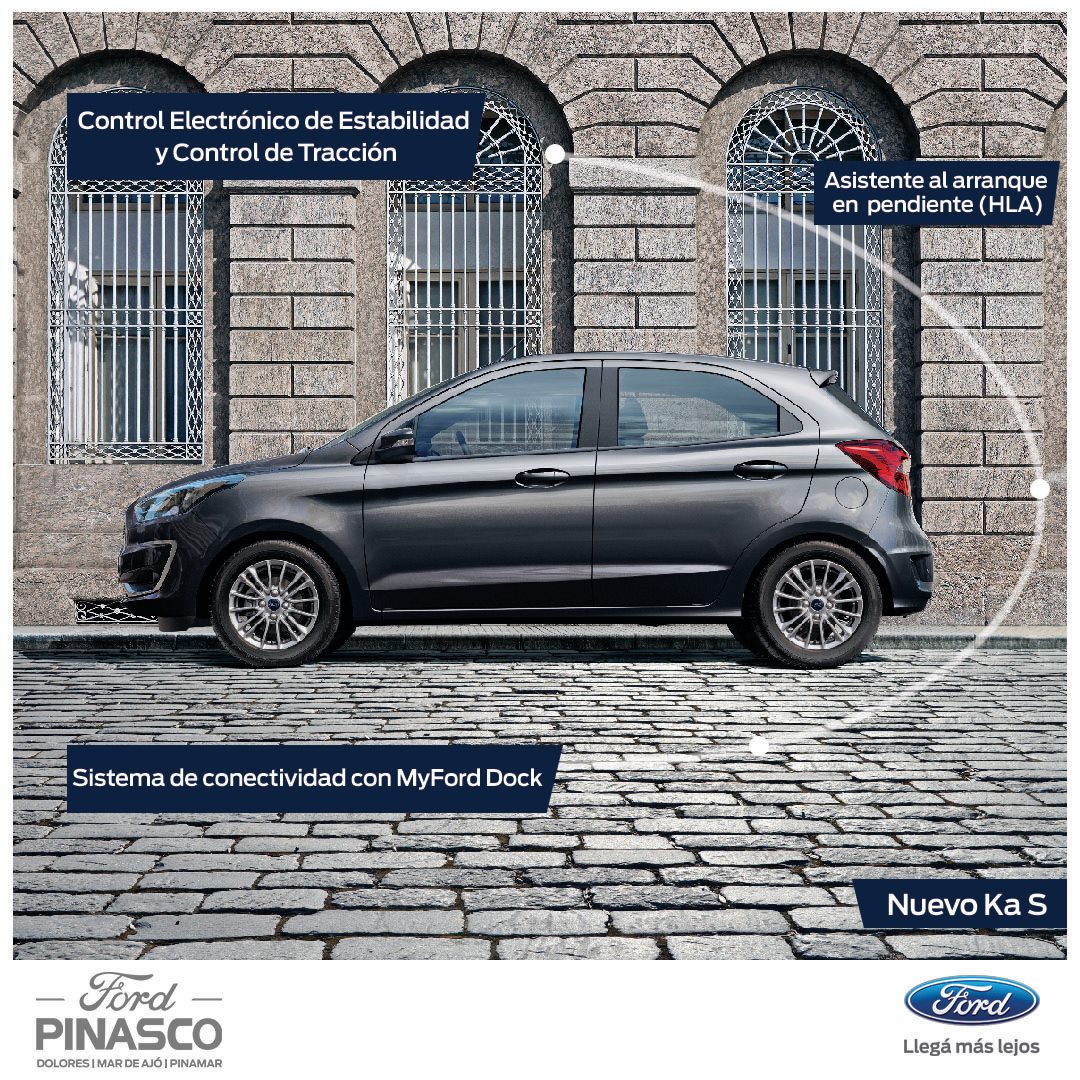 Control Electrónico de Estabilidad
y Control de Tracción
Asistente al arranque
en pendiente (HLA)
Sistema de conectividad con MyFord Dock
Nuevo Ka S
Ford
PINASCO
DOLORES | MAR DE AJÓ | PINAMAR
Ford
Llegá más lejos